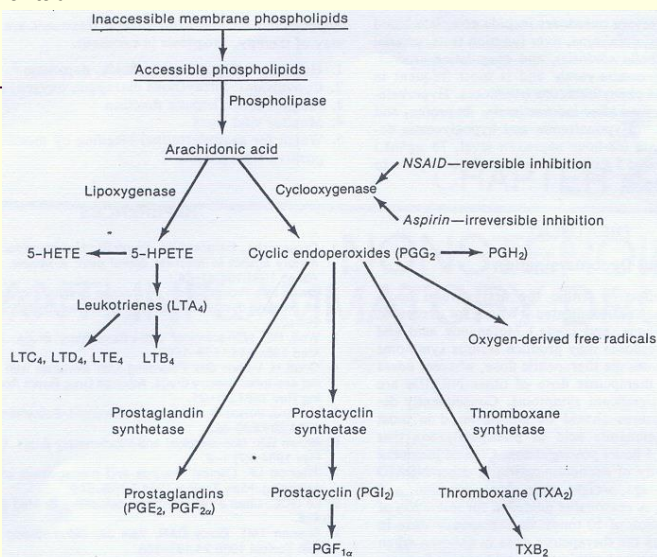 Inaccessible membrane phospholipids
Accessible phospholipids
Phospholipase
Arachidonic acid
NSAID—reversible inhibition
Lipoxygenase
Cyclooxygenase
Aspirin—irreversible inhibition
5-HETE
5-HPETE
Cyclic endoperoxides (PGG₂
PGH₂)
Leukotrienes (LTA₄)
Oxygen-derived free radicals
LTC₄, LTD₄, LTE₄
LTB₄
Prostaglandin
synthetase
Prostacyclin
synthetase
Thromboxane
synthetase
Prostaglandins
(PGE₂, PGF₂α)
Prostacyclin (PGI₂)
Thromboxane (TXA₂)
PGF₁α
TXB₂